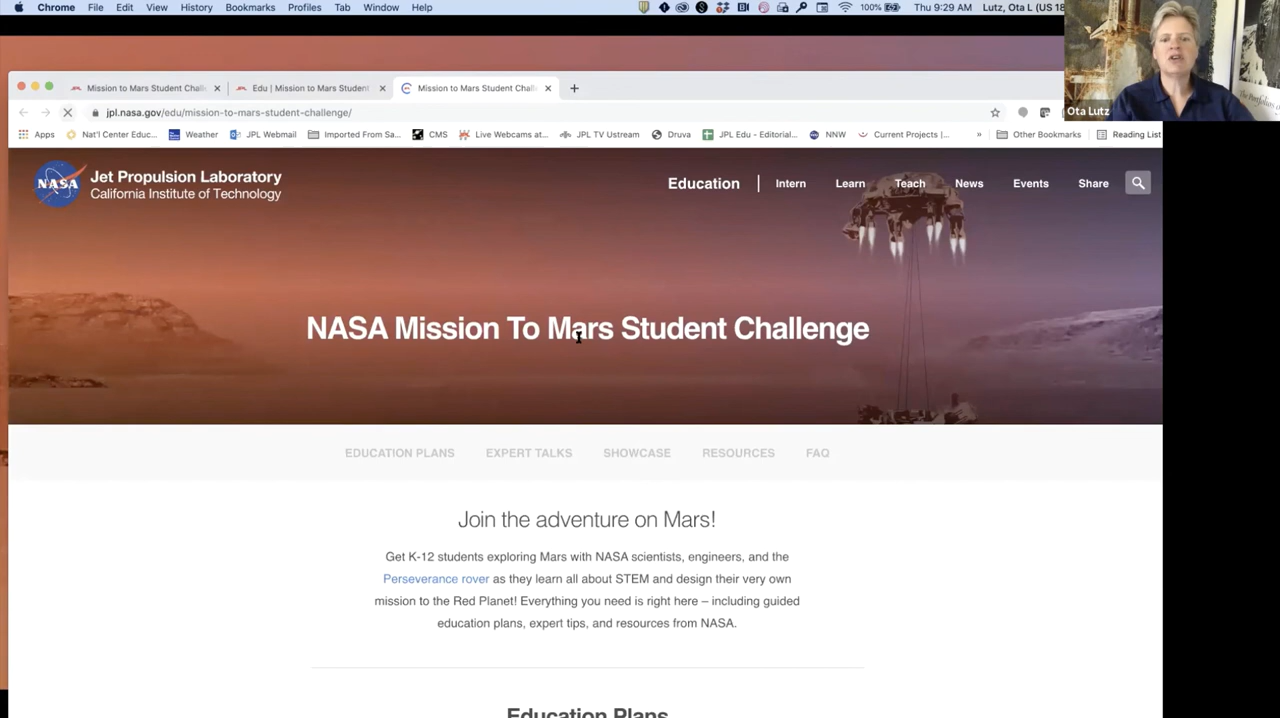 Chrome File Edit View History Bookmarks Profiles Tab Window Help 100% Thu 9:29 AM Lutz, Ota L (US 18
Mission to Mars Student Chall
Edu | Mission to Mars Student
Mission to Mars Student Chall
jpl.nasa.gov/edu/mission-to-mars-student-challenge/
Ota Lutz
Apps Nat'l Center Educ... Weather JPL Webmail Imported From Sa... CMS Live Webcams at... JPL TV Ustream Druva JPL Edu - Editorial... NNW Current Projects |... » Other Bookmarks Reading List
NASA
Jet Propulsion Laboratory
California Institute of Technology
Education | Intern Learn Teach News Events Share
NASA Mission To Mars Student Challenge
EDUCATION PLANS EXPERT TALKS SHOWCASE RESOURCES FAQ
Join the adventure on Mars!
Get K-12 students exploring Mars with NASA scientists, engineers, and the
Perseverance rover as they learn all about STEM and design their very own
mission to the Red Planet! Everything you need is right here – including guided
education plans, expert tips, and resources from NASA.
Education Plans